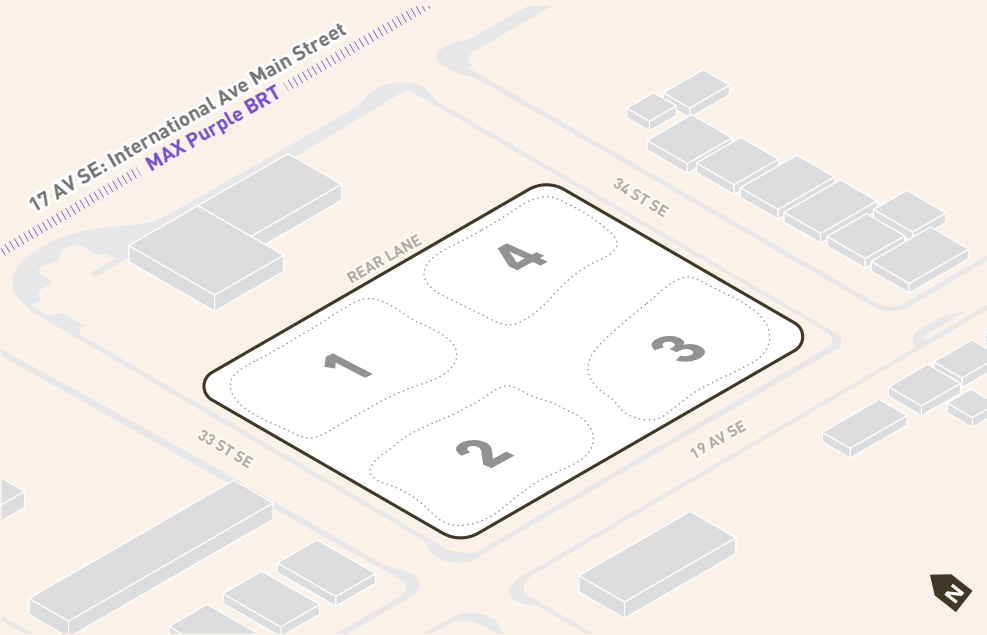 17 AV SE: International Ave Main Street
MAX Purple BRT
34 ST SE
REAR LANE
4
1
3
2
33 ST SE
19 AV SE
N